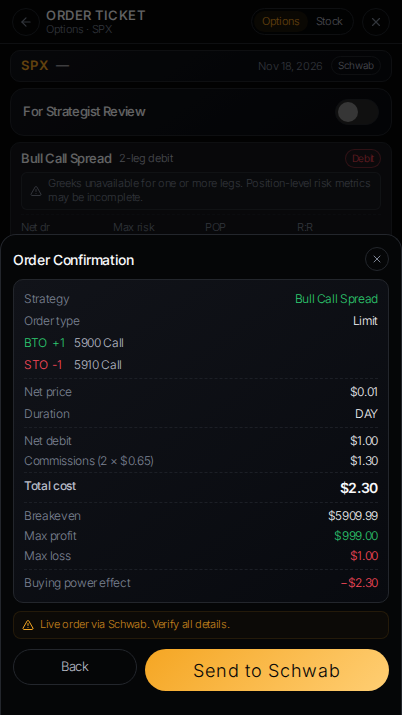 ORDER TICKET
Options · SPX
Options Stock
SPX —
Nov 18, 2026 Schwab
For Strategist Review
Bull Call Spread 2-leg debit Debit
Greeks unavailable for one or more legs. Position-level risk metrics
may be incomplete.
Net dr Max risk POP R:R
Order Confirmation
Strategy Bull Call Spread
Order type Limit
BTO +1 5900 Call
STO -1 5910 Call
Net price $0.01
Duration DAY
Net debit $1.00
Commissions (2 × $0.65) $1.30
Total cost $2.30
Breakeven $5909.99
Max profit $999.00
Max loss $1.00
Buying power effect −$2.30
Live order via Schwab. Verify all details.
Back Send to Schwab